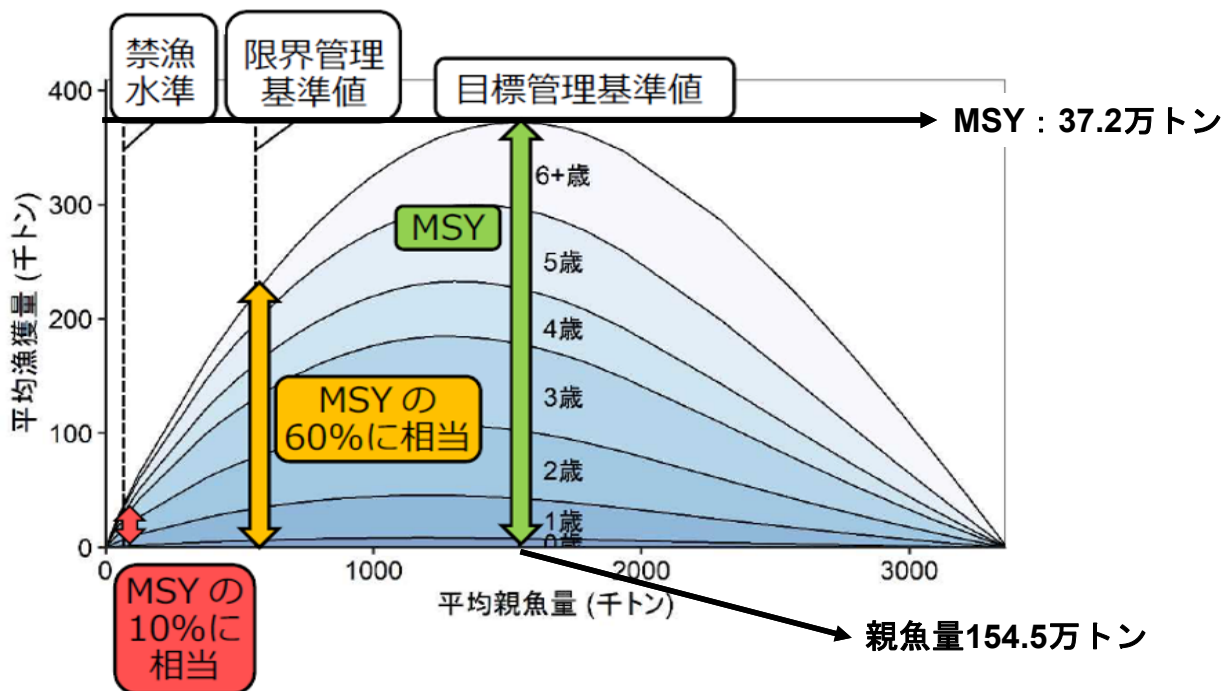 禁漁
水準
限界管理
基準値
目標管理基準値
MSY：37.2万トン
平均漁獲量 (千トン)
400
300
200
100
0
6+歳
MSY
5歳
4歳
3歳
MSY の
60%に相当
2歳
1歳
0歳
0
1000
2000
3000
平均親魚量 (千トン)
MSY の
10%に
相当
親魚量154.5万トン